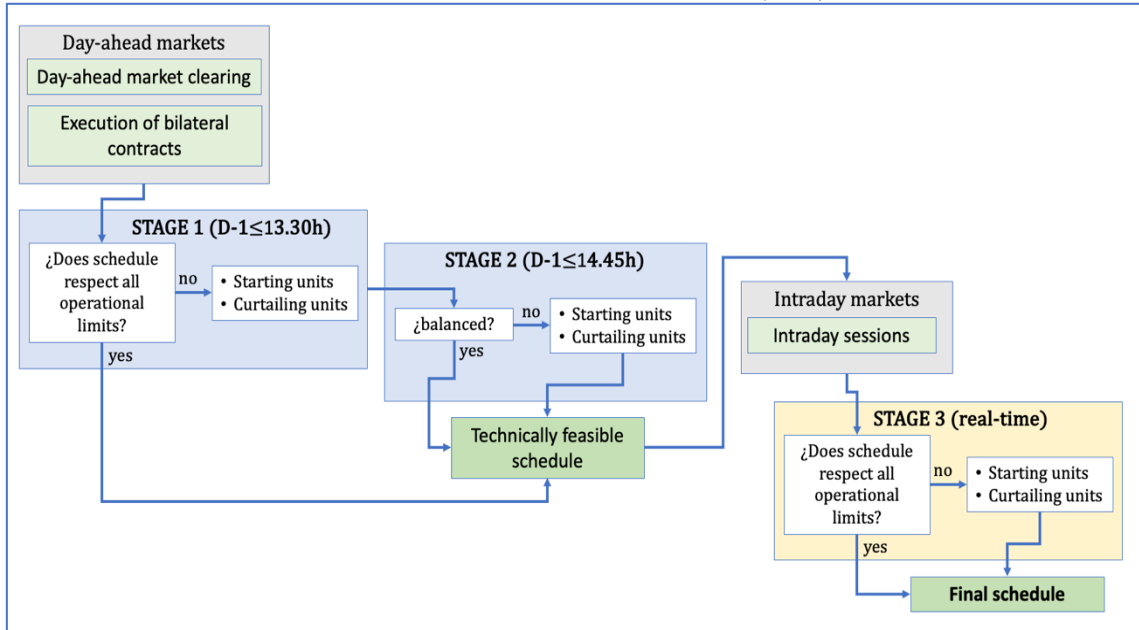 Day-ahead markets
Day-ahead market clearing
Execution of bilateral
contracts
STAGE 1 (D-1≤13.30h)
¿Does schedule
respect all
operational
limits?
no
• Starting units
• Curtailing units
yes
STAGE 2 (D-1≤14.45h)
¿balanced?
no
• Starting units
• Curtailing units
yes
Technically feasible
schedule
Intraday markets
Intraday sessions
STAGE 3 (real-time)
¿Does schedule
respect all
operational
limits?
no
• Starting units
• Curtailing units
yes
Final schedule